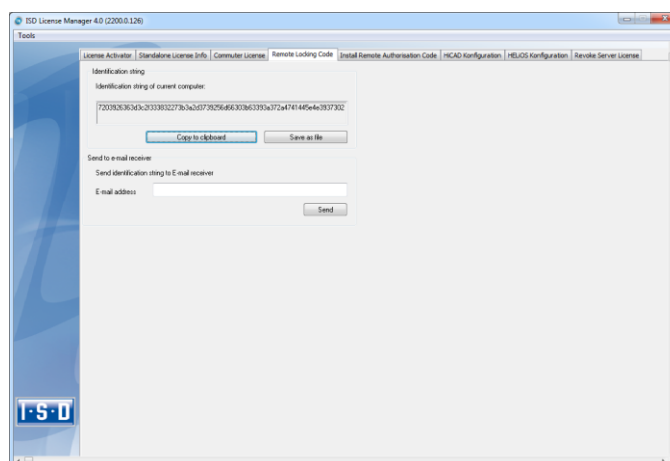 ISD License Manager 4.0 (2200.0.126)
Tools
License Activator Standalone License Info Commuter License Remote Locking Code Install Remote Authorisation Code HiCAD Konfiguration HELiOS Konfiguration Revoke Server License
Identification string
Identification string of current computer:
Copy to clipboard Save as file
Send to e-mail receiver
Send identification string to E-mail receiver
E-mail address
Send
I·S·D